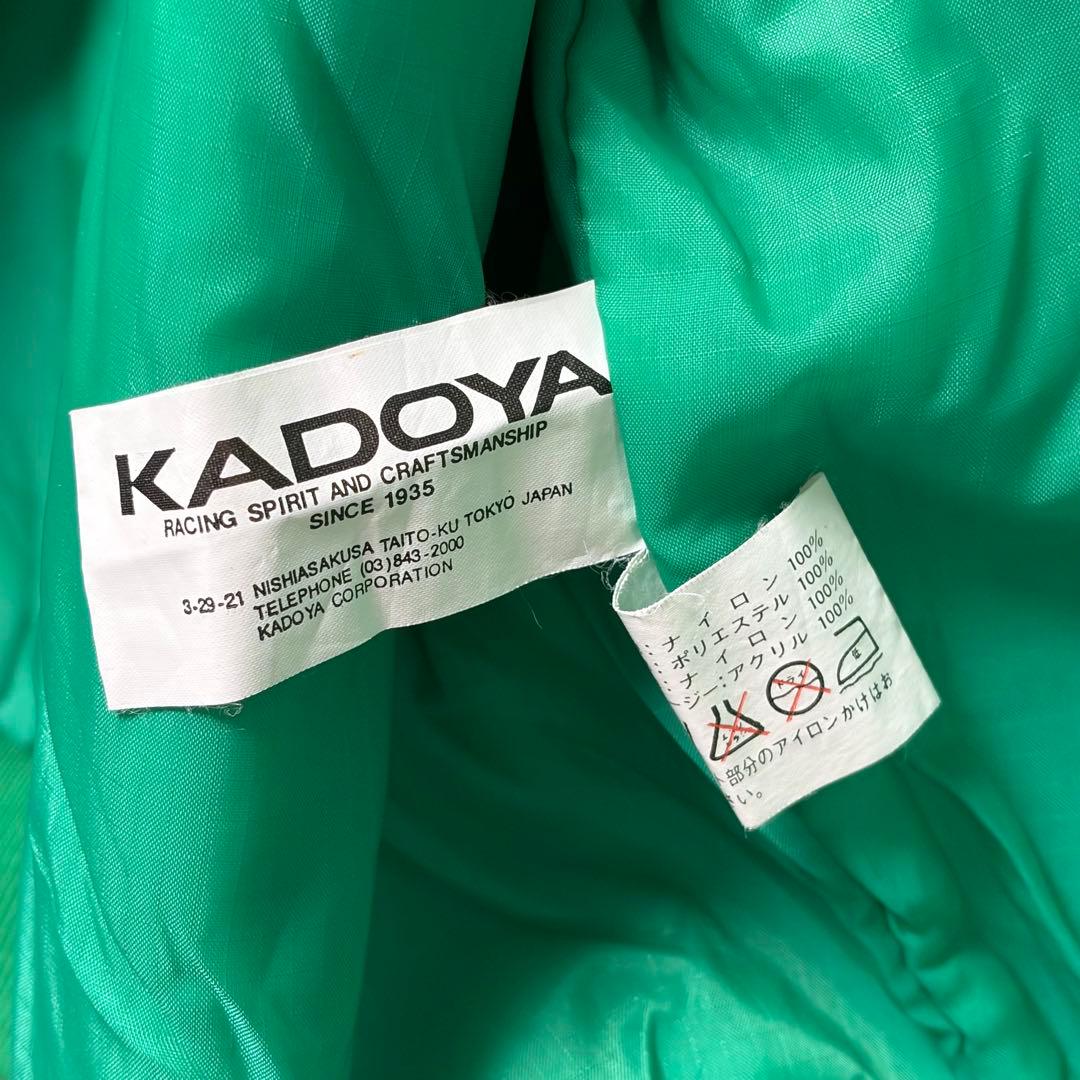 KADOYA
RACING SPIRIT AND CRAFTSMANSHIP
SINCE 1935
3-29-21 NISHIASAKUSA TAITO-KU TOKYO JAPAN
TELEPHONE (03)843-2000
KADOYA CORPORATION
ナイロン 100%
ポリエステル 100%
ナイロン 100%
ジー:アクリル 100%
ドライ
部分のアイロンかけはお
い。